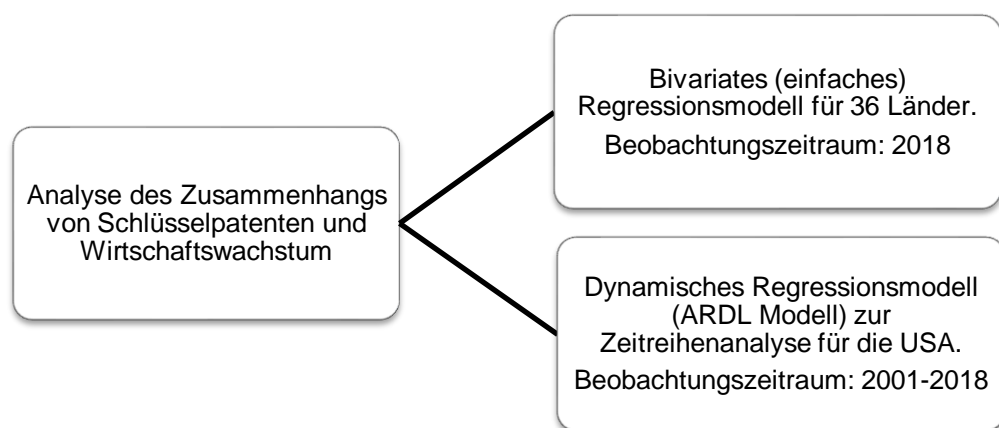 Analyse des Zusammenhangs
von Schlüsselpatenten und
Wirtschaftswachstum
Bivariates (einfaches)
Regressionsmodell für 36 Länder.
Beobachtungszeitraum: 2018
Dynamisches Regressionsmodell
(ARDL Modell) zur
Zeitreihenanalyse für die USA.
Beobachtungszeitraum: 2001-2018